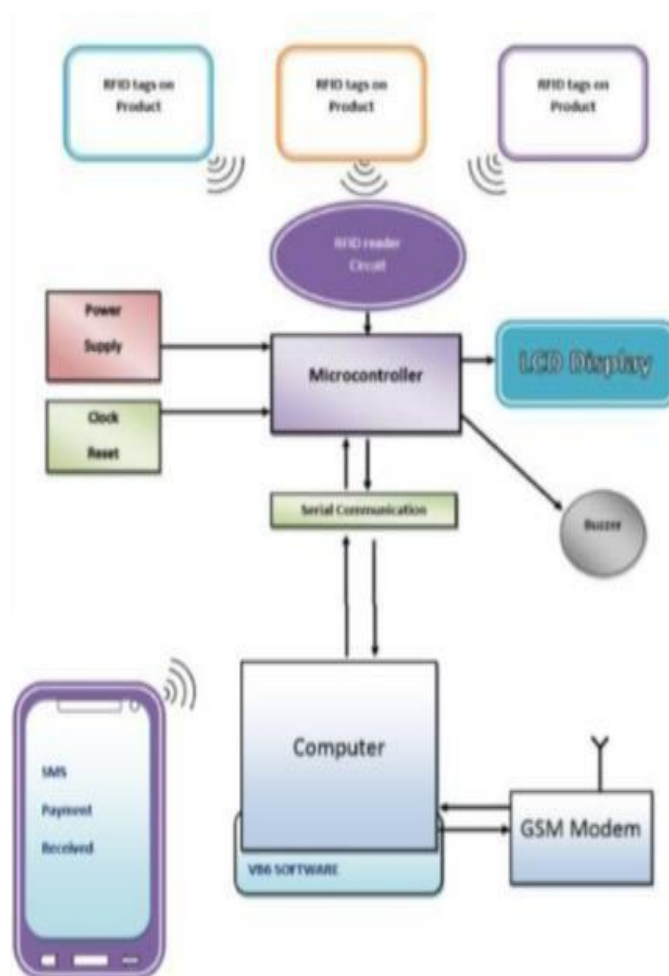 RFID tags on
Product
RFID tags on
Product
RFID tags on
Product
RFID reader
Circuit
Power
Supply
Microcontroller
LCD Display
Clock
Reset
Serial Communication
Buzzer
Computer
SMS
Payment
Received
GSM Modem
VB6 SOFTWARE